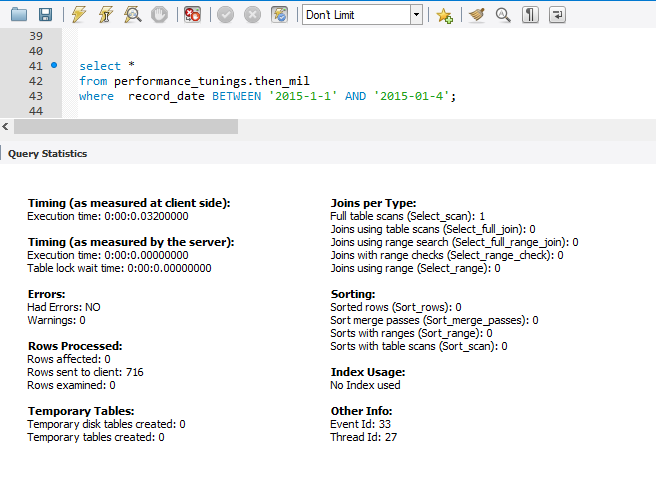 Don't Limit
39
40
41 select *
42 from performance_tunings.then_mil
43 where  record_date BETWEEN '2015-1-1' AND '2015-01-4';
44
Query Statistics
Timing (as measured at client side):
Execution time: 0:00:0.03200000
Timing (as measured by the server):
Execution time: 0:00:0.00000000
Table lock wait time: 0:00:0.00000000
Errors:
Had Errors: NO
Warnings: 0
Rows Processed:
Rows affected: 0
Rows sent to client: 716
Rows examined: 0
Temporary Tables:
Temporary disk tables created: 0
Temporary tables created: 0
Joins per Type:
Full table scans (Select_scan): 1
Joins using table scans (Select_full_join): 0
Joins using range search (Select_full_range_join): 0
Joins with range checks (Select_range_check): 0
Joins using range (Select_range): 0
Sorting:
Sorted rows (Sort_rows): 0
Sort merge passes (Sort_merge_passes): 0
Sorts with ranges (Sort_range): 0
Sorts with table scans (Sort_scan): 0
Index Usage:
No Index used
Other Info:
Event Id: 33
Thread Id: 27